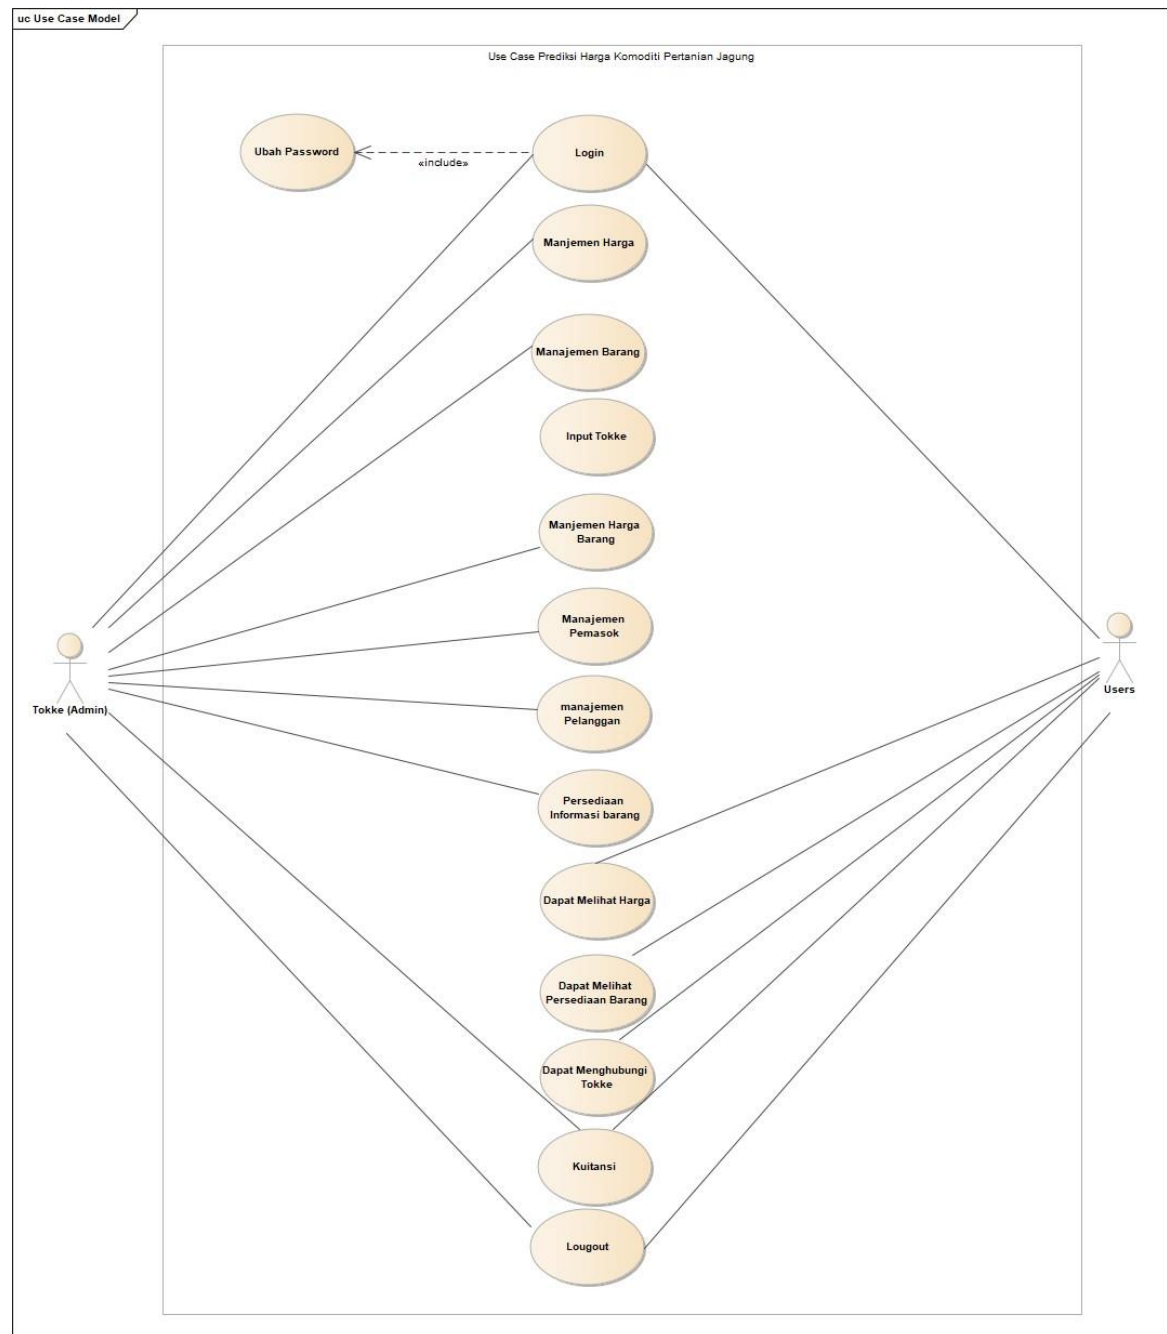 uc Use Case Model
Use Case Prediksi Harga Komoditi Pertanian Jagung
Ubah Password
«include»
Login
Manjemen Harga
Manajemen Barang
Input Tokke
Manjemen Harga
Barang
Manajemen
Pemasok
manajemen
Pelanggan
Tokke (Admin)
Users
Persediaan
Informasi barang
Dapat Melihat Harga
Dapat Melihat
Persediaan Barang
Dapat Menghubungi
Tokke
Kuitansi
Lougout